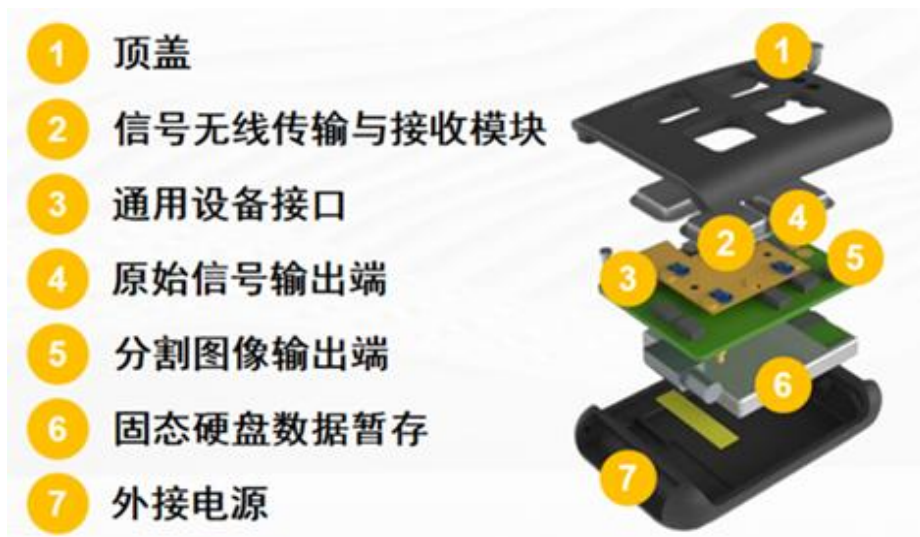 1 顶盖
2 信号无线传输与接收模块
3 通用设备接口
4 原始信号输出端
5 分割图像输出端
6 固态硬盘数据暂存
7 外接电源
1
2
4
3
5
6
7